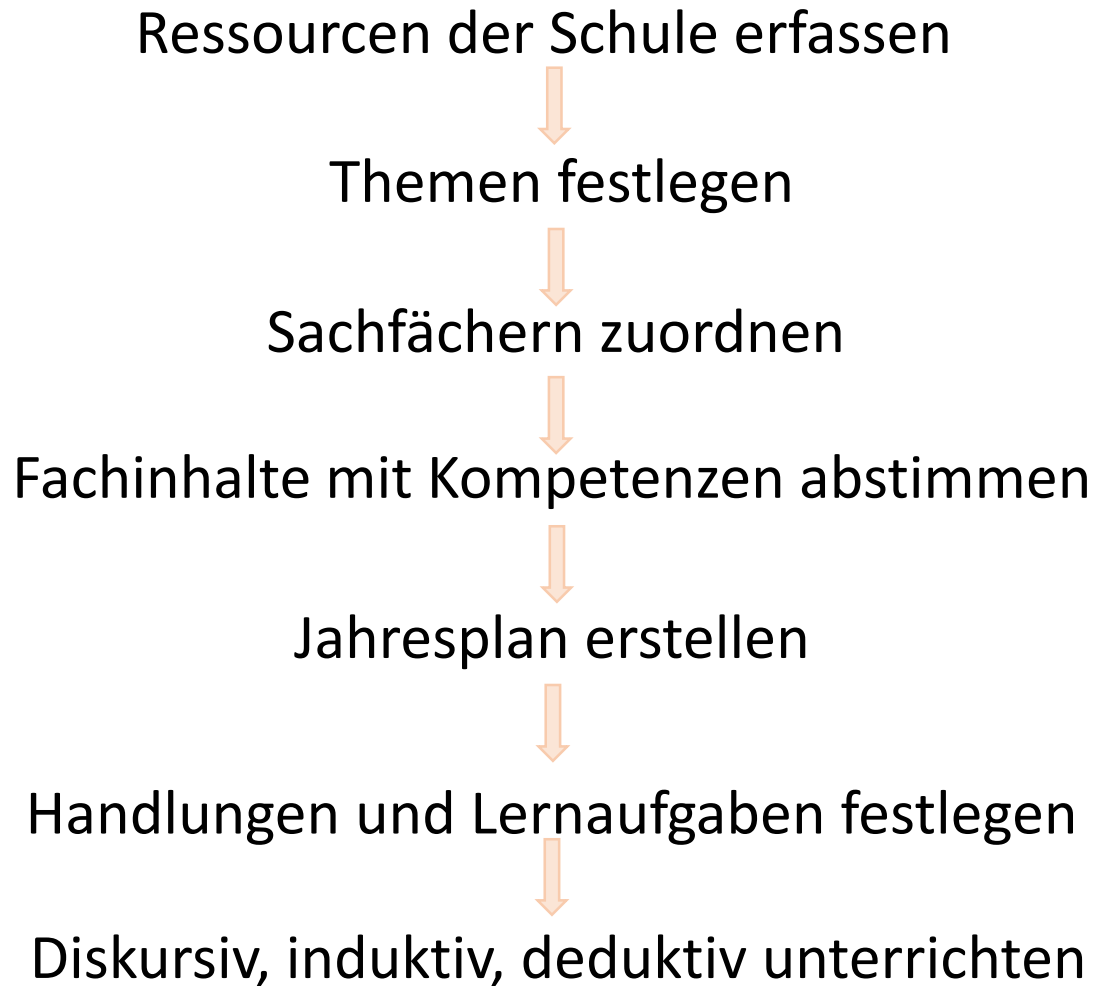 Ressourcen der Schule erfassen
Themen festlegen
Sachfächern zuordnen
Fachinhalte mit Kompetenzen abstimmen
Jahresplan erstellen
Handlungen und Lernaufgaben festlegen
Diskursiv, induktiv, deduktiv unterrichten